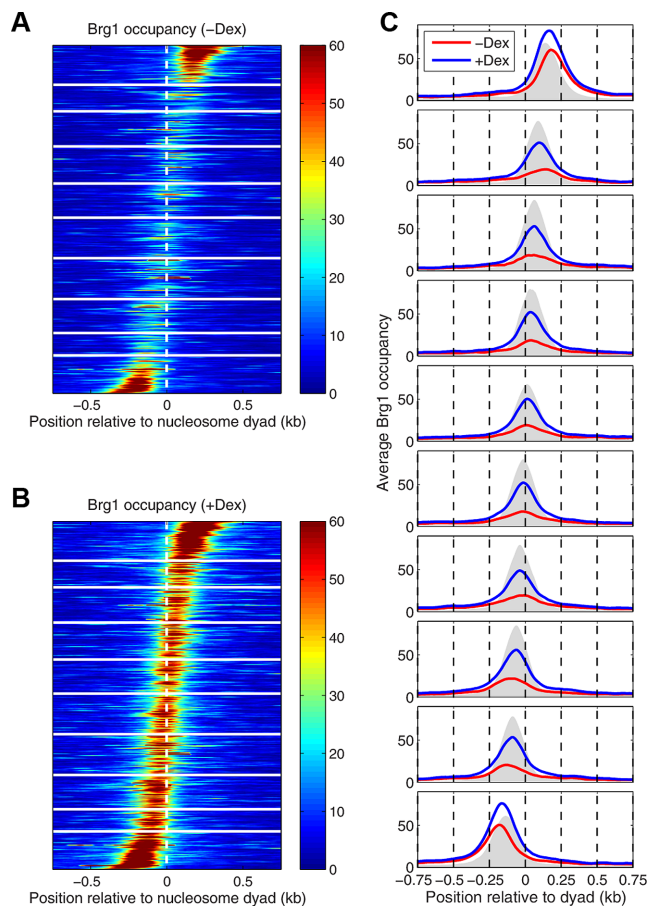 A
Brg1 occupancy (−Dex)
60
50
40
30
20
10
0
−0.5 0 0.5
Position relative to nucleosome dyad (kb)
B
Brg1 occupancy (+Dex)
60
50
40
30
20
10
0
−0.5 0 0.5
Position relative to nucleosome dyad (kb)
C
−Dex
+Dex
Average Brg1 occupancy
50
0
50
0
50
0
50
0
50
0
50
0
50
0
50
0
50
0
50
0
−0.75 −0.5 −0.25 0 0.25 0.5 0.75
Position relative to dyad (kb)